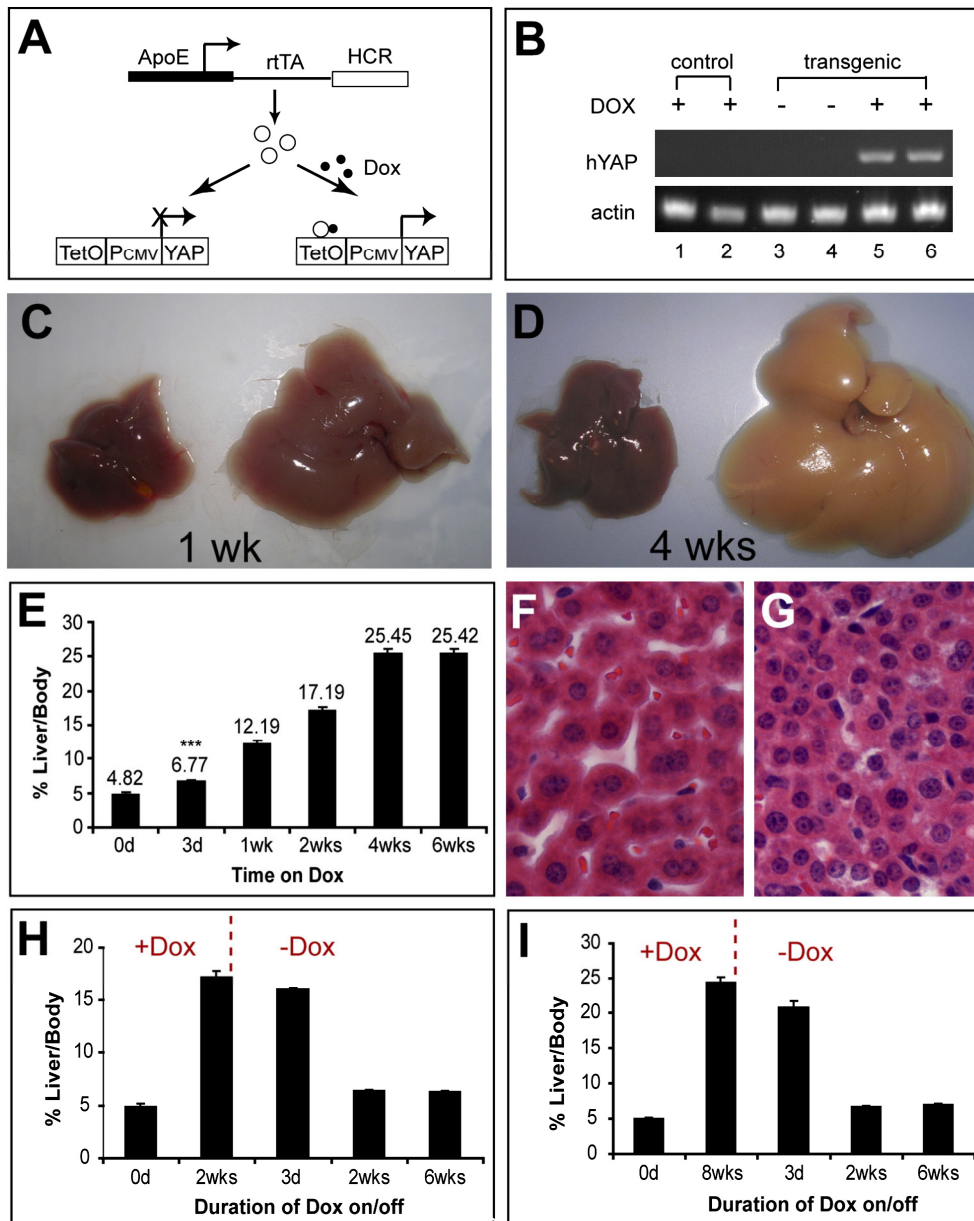 A
ApoE
rtTA
HCR
Dox
X
TetO PCMV YAP
TetO PCMV YAP
B
control transgenic
DOX + + - - + +
hYAP
actin
1 2 3 4 5 6
C
1 wk
D
4 wks
E
% Liver/Body
30
25
20
15
10
5
0
4.82
***
6.77
12.19
17.19
25.45
25.42
0d 3d 1wk 2wks 4wks 6wks
Time on Dox
F
G
H
+Dox -Dox
% Liver/Body
20
15
10
5
0
0d 2wks 3d 2wks 6wks
Duration of Dox on/off
I
+Dox -Dox
% Liver/Body
30
25
20
15
10
5
0
0d 8wks 3d 2wks 6wks
Duration of Dox on/off